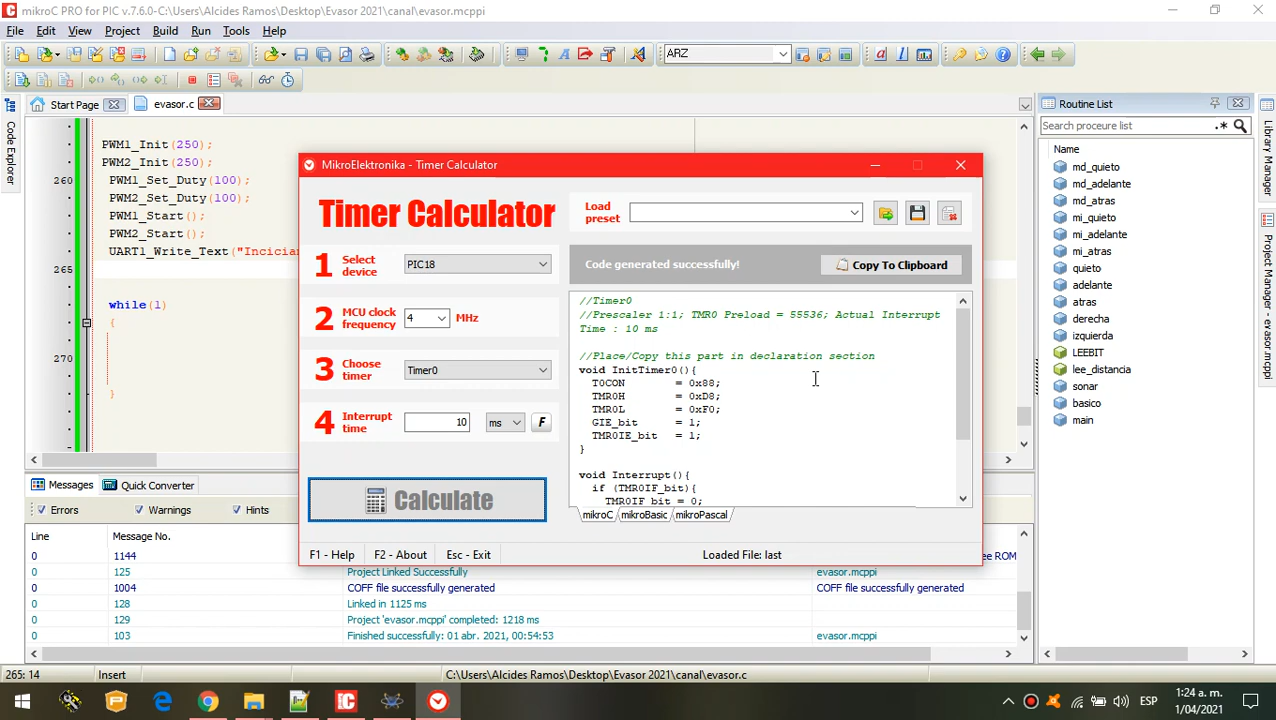 mikroC PRO for PIC v.7.6.0-C:\Users\Alcides Ramos\Desktop\Evasor 2021\canal\evasor.mcppi
File Edit View Project Build Run Tools Help
ARZ
Start Page evasor.c
Code Explorer
PWM1_Init(250);
PWM2_Init(250);
260 PWM1_Set_Duty(100);
PWM2_Set_Duty(100);
PWM1_Start();
PWM2_Start();
UART1_Write_Text("Incician
265
while(1)
{
270
}
MikroElektronika - Timer Calculator
Timer Calculator
Load preset
1 Select device PIC18
Code generated successfully! Copy To Clipboard
2 MCU clock frequency 4 MHz
3 Choose timer Timer0
4 Interrupt time 10 ms F
Calculate
//Timer0
//Prescaler 1:1; TMR0 Preload = 55536; Actual Interrupt
Time : 10 ms
//Place/Copy this part in declaration section
void InitTimer0(){
T0CON = 0x88;
TMR0H = 0xD8;
TMR0L = 0xF0;
GIE_bit = 1;
TMR0IE_bit = 1;
}
void Interrupt(){
if (TMR0IF_bit){
TMR0IF_bit = 0;
mikroC mikroBasic mikroPascal
F1 - Help F2 - About Esc - Exit Loaded File: last
Routine List
Search proceure list .*
Name
md_quieto
md_adelante
md_atras
mi_quieto
mi_adelante
mi_atras
quieto
adelante
atras
derecha
izquierda
LEEBIT
lee_distancia
sonar
basico
main
Library Manager
Project Manager - evasor.mcppi
Messages Quick Converter
Errors Warnings Hints
Line Message No.
0 1144 ee ROM
0 125 Project Linked Successfully evasor.mcppi
0 1004 COFF file successfully generated COFF file successfully generated
0 128 Linked in 1125 ms
0 129 Project 'evasor.mcppi' completed: 1218 ms
0 103 Finished successfully: 01 abr. 2021, 00:54:53 evasor.mcppi
265: 14 Insert C:\Users\Alcides Ramos\Desktop\Evasor 2021\canal\evasor.c
ESP
1:24 a. m.
1/04/2021